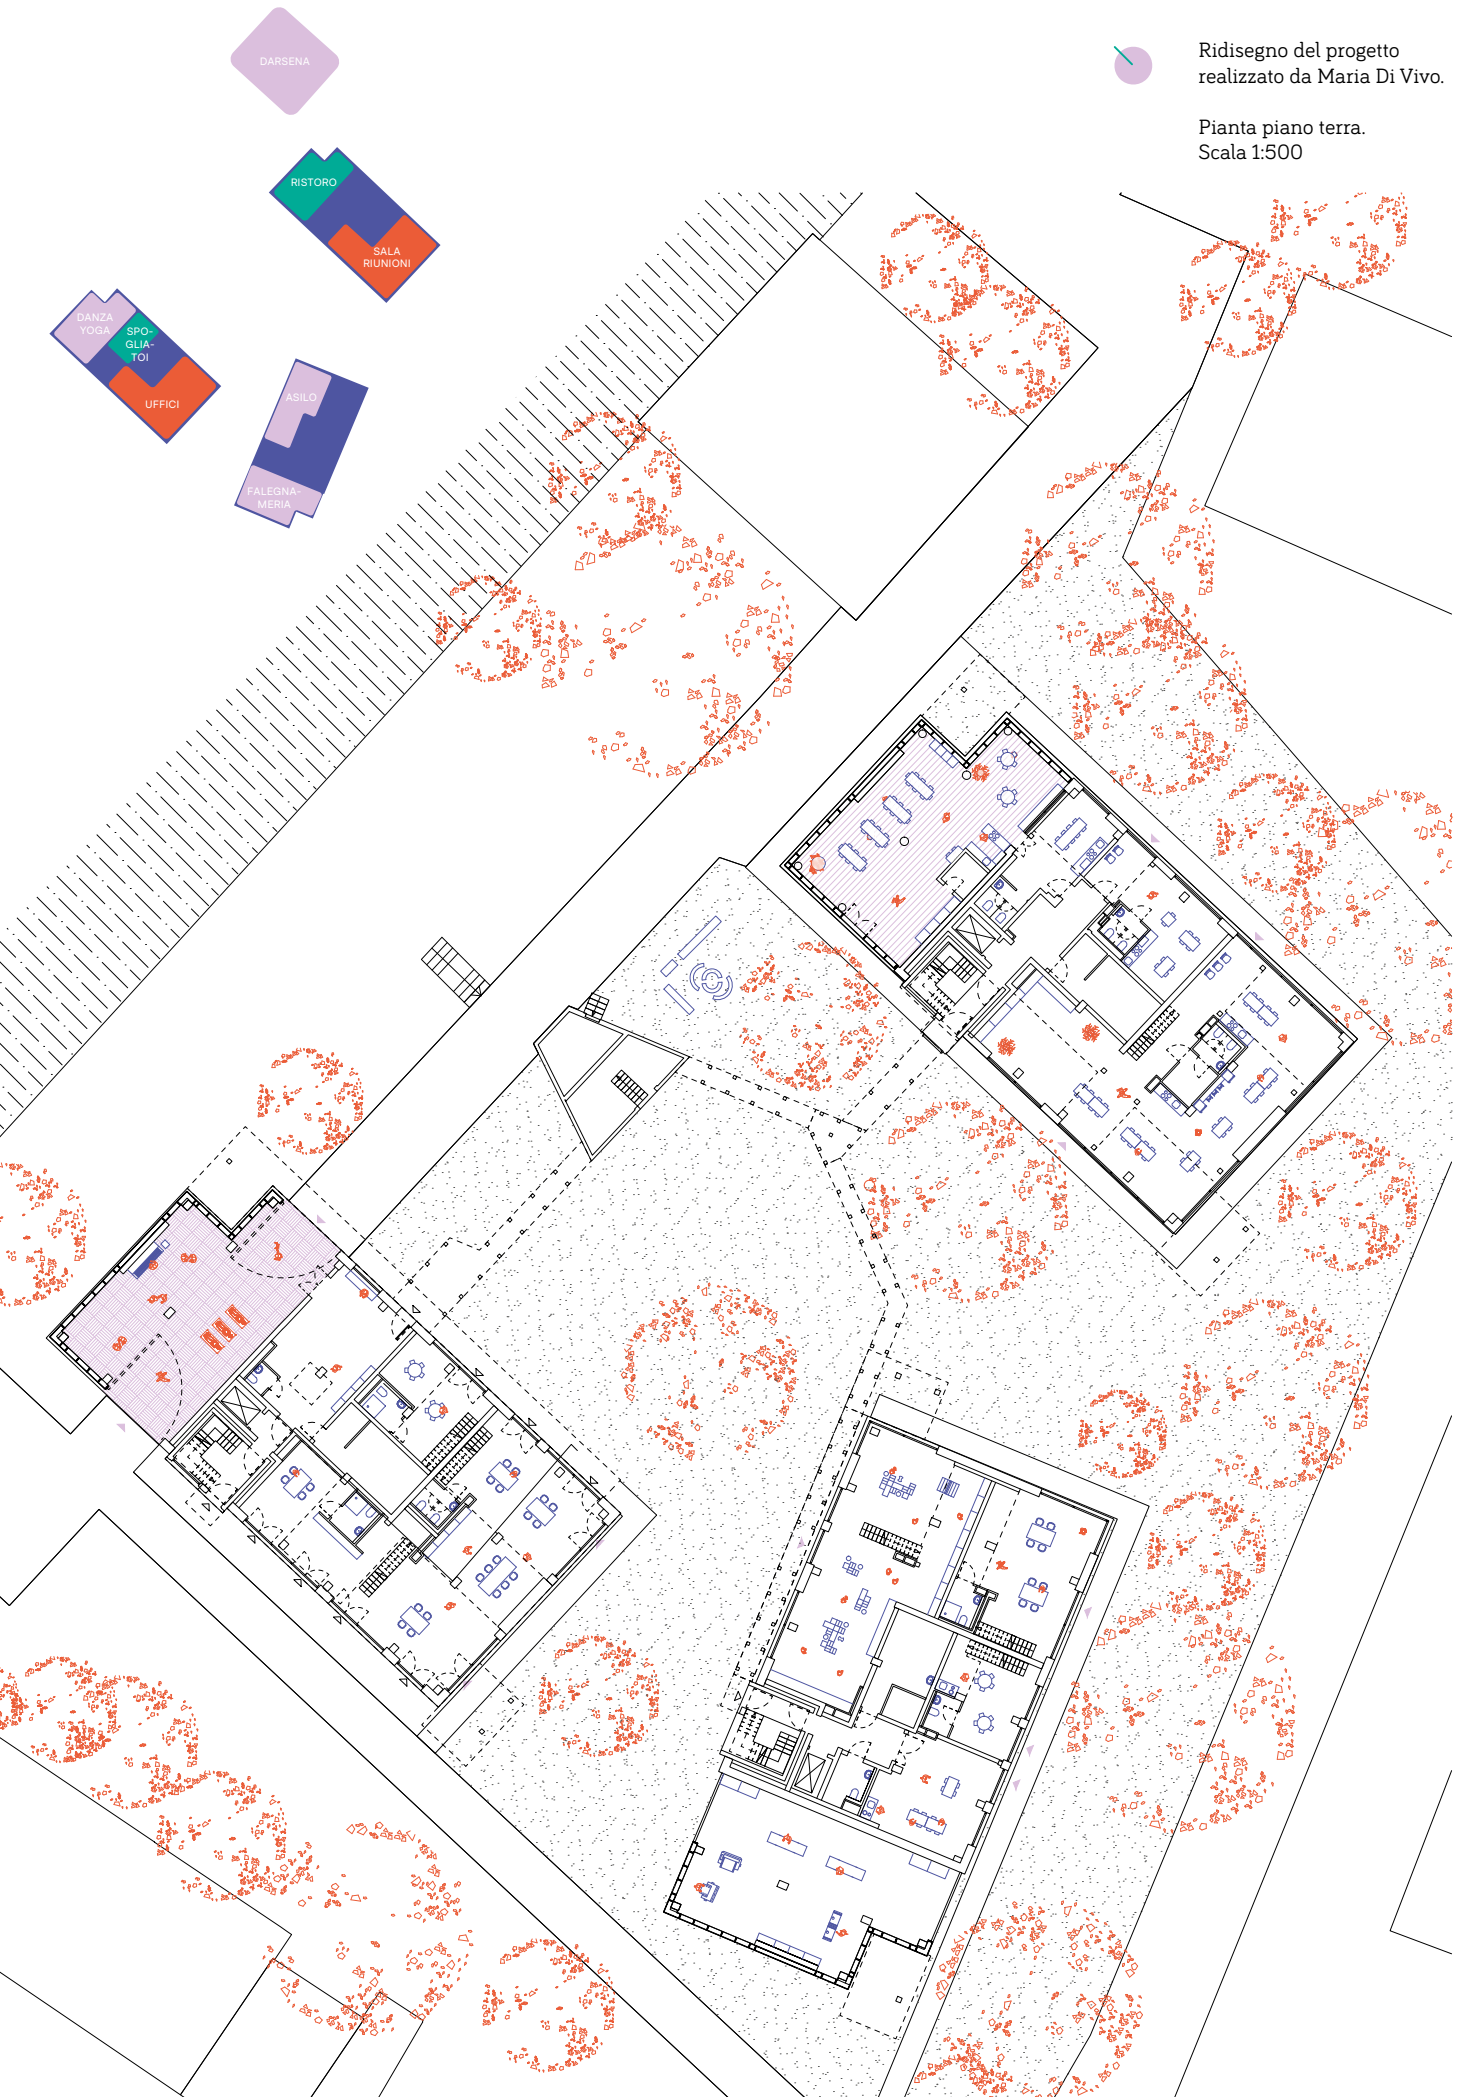 DARSENA
Ridisegno del progetto
realizzato da Maria Di Vivo.
Pianta piano terra.
Scala 1:500
RISTORO
SALA
RIUNIONI
DANZA
YOGA
SPO-
GLIA-
TOI
UFFICI
ASILO
FALEGNA-
MERIA